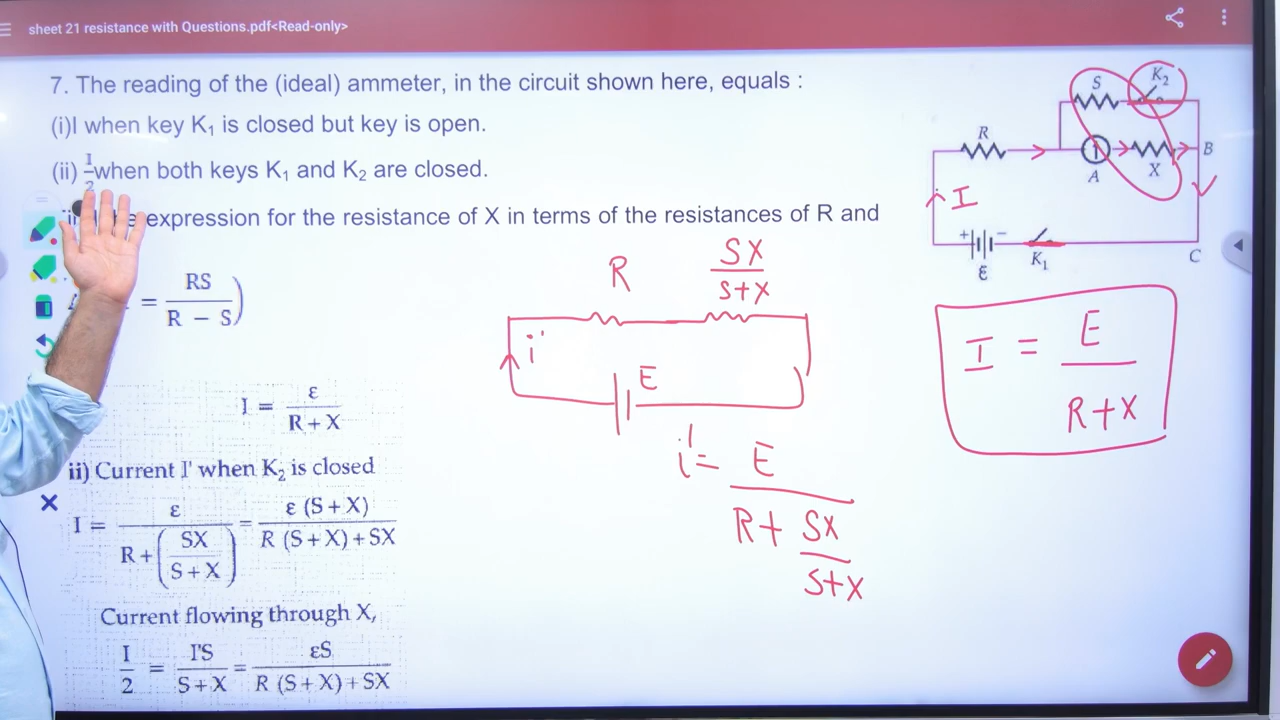 sheet 21 resistance with Questions.pdf<Read-only>
7. The reading of the (ideal) ammeter, in the circuit shown here, equals :
(i)I when key K₁ is closed but key is open.
(ii) I/2 when both keys K₁ and K₂ are closed.
expression for the resistance of X in terms of the resistances of R and
= RS/(R − S))
I = ε/(R+X)
ii) Current I' when K₂ is closed
I = ε/(R+(SX/(S+X))) = ε (S+X)/(R (S+X)+SX)
Current flowing through X,
I/2 = I'S/(S+X) = εS/(R (S+X)+SX)
R SX/(S+X)
i'
E
i' = E/(R+ SX/(S+X))
S K₂
R
A X B
I
+ −
ε K₁ C
I = E/(R+X)